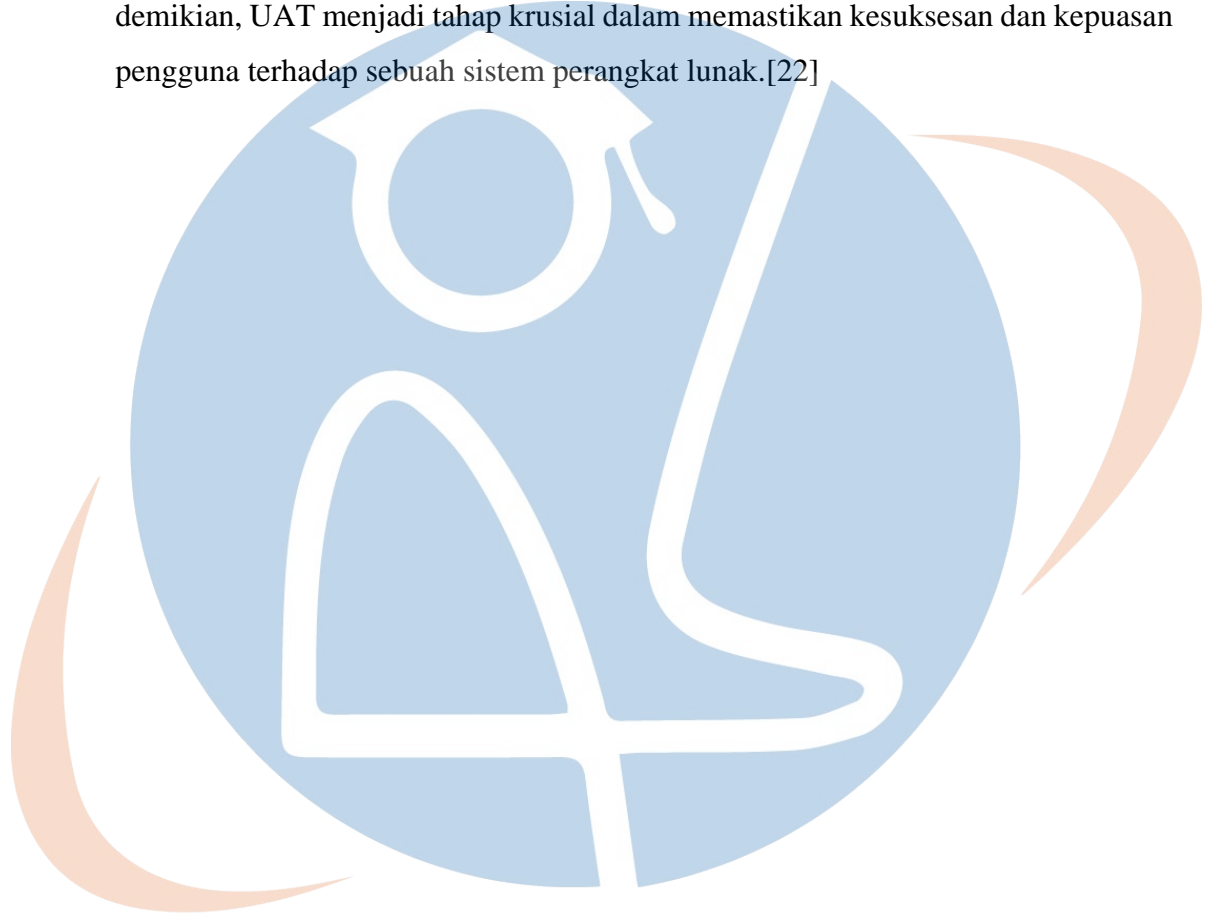 demikian, UAT menjadi tahap krusial dalam memastikan kesuksesan dan kepuasan
pengguna terhadap sebuah sistem perangkat lunak.[22]